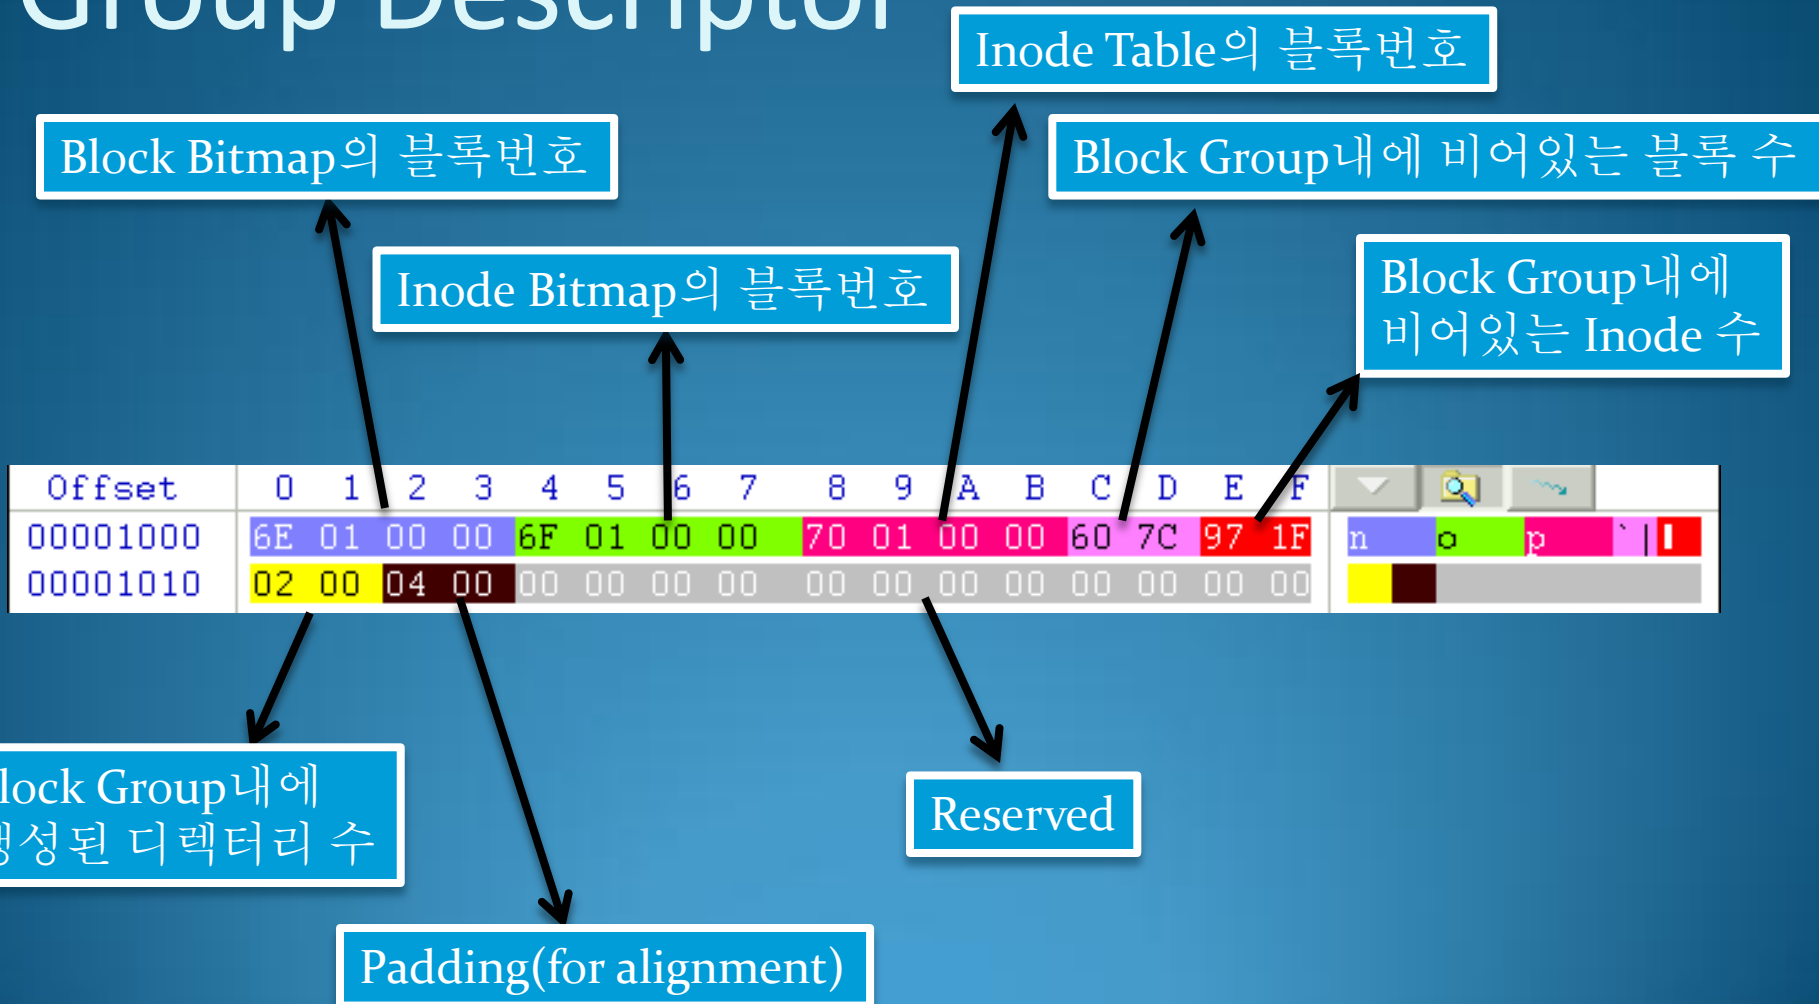 Group Descriptor
Inode Table의 블록번호
Block Bitmap의 블록번호
Block Group내에 비어있는 블록 수
Inode Bitmap의 블록번호
Block Group내에
비어있는 Inode 수
Offset 0 1 2 3 4 5 6 7 8 9 A B C D E F
00001000 6E 01 00 00 6F 01 00 00 70 01 00 00 60 7C 97 1F n o p `|
00001010 02 00 04 00 00 00 00 00 00 00 00 00 00 00 00 00
lock Group내에
생성된 디렉터리 수
Reserved
Padding(for alignment)